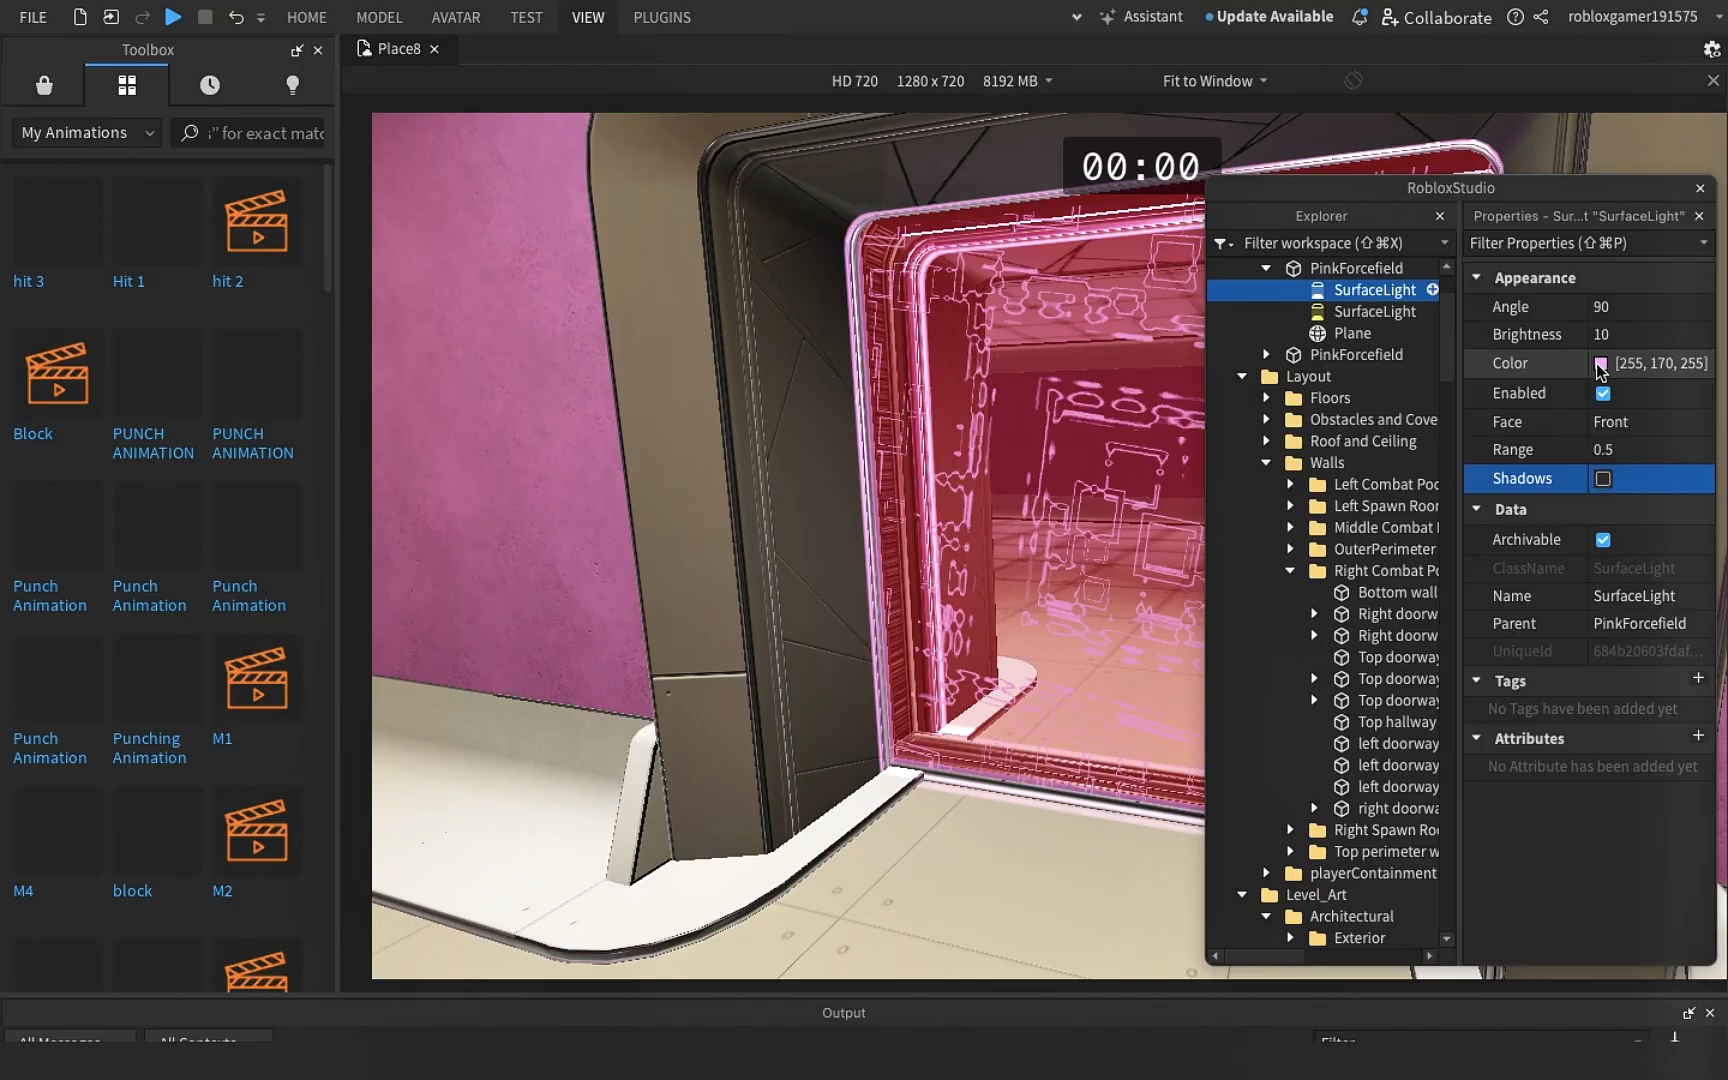 FILE
HOME
MODEL
AVATAR
TEST
VIEW
PLUGINS
Assistant
Update Available
Collaborate
robloxgamer191575
Toolbox
Place8
HD 720
1280 x 720
8192 MB
Fit to Window
My Animations
;" for exact matc
hit 3
Hit 1
hit 2
Block
PUNCH ANIMATION
PUNCH ANIMATION
Punch Animation
Punch Animation
Punch Animation
Punch Animation
Punching Animation
M1
M4
block
M2
00:00
RobloxStudio
Explorer
Filter workspace (⇧⌘X)
PinkForcefield
SurfaceLight
SurfaceLight
Plane
PinkForcefield
Layout
Floors
Obstacles and Cove
Roof and Ceiling
Walls
Left Combat Poc
Left Spawn Roor
Middle Combat
OuterPerimeter
Right Combat Po
Bottom wall
Right doorw
Right doorw
Top doorway
Top doorway
Top doorway
Top hallway
left doorway
left doorway
left doorway
right doorwa
Right Spawn Roo
Top perimeter w
playerContainment
Level_Art
Architectural
Exterior
Properties - Sur...t "SurfaceLight"
Filter Properties (⇧⌘P)
Appearance
Angle 90
Brightness 10
Color [255, 170, 255]
Enabled
Face Front
Range 0.5
Shadows
Data
Archivable
ClassName SurfaceLight
Name SurfaceLight
Parent PinkForcefield
UniqueId 684b20603fdaf...
Tags
No Tags have been added yet
Attributes
No Attribute has been added yet
Output
All Messages
All Contexts
Filter